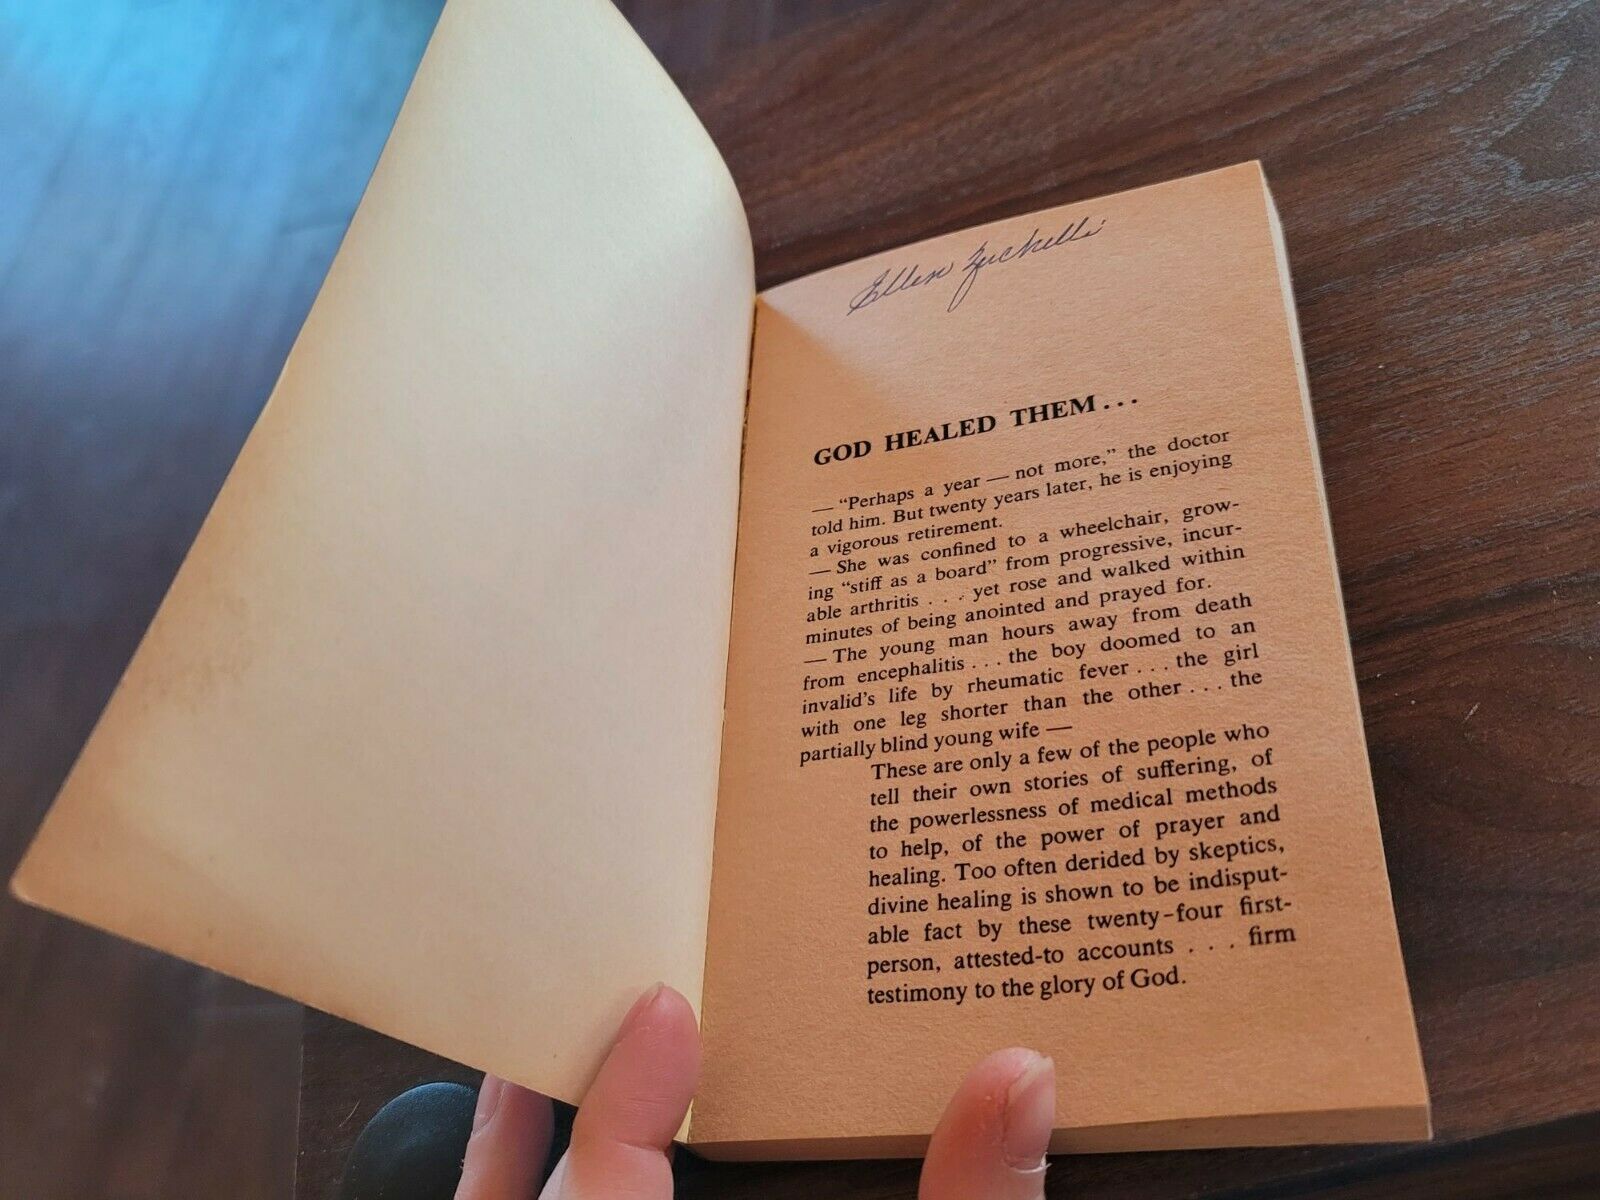 Ellen Zuchelli
GOD HEALED THEM...
— "Perhaps a year — not more," the doctor
told him. But twenty years later, he is enjoying
a vigorous retirement.
— She was confined to a wheelchair, grow-
ing "stiff as a board" from progressive, incur-
able arthritis . . . yet rose and walked within
minutes of being anointed and prayed for.
— The young man hours away from death
from encephalitis . . . the boy doomed to an
invalid's life by rheumatic fever . . . the girl
with one leg shorter than the other . . . the
partially blind young wife —
These are only a few of the people who
tell their own stories of suffering, of
the powerlessness of medical methods
to help, of the power of prayer and
healing. Too often derided by skeptics,
divine healing is shown to be indisput-
able fact by these twenty-four first-
person, attested-to accounts . . . firm
testimony to the glory of God.